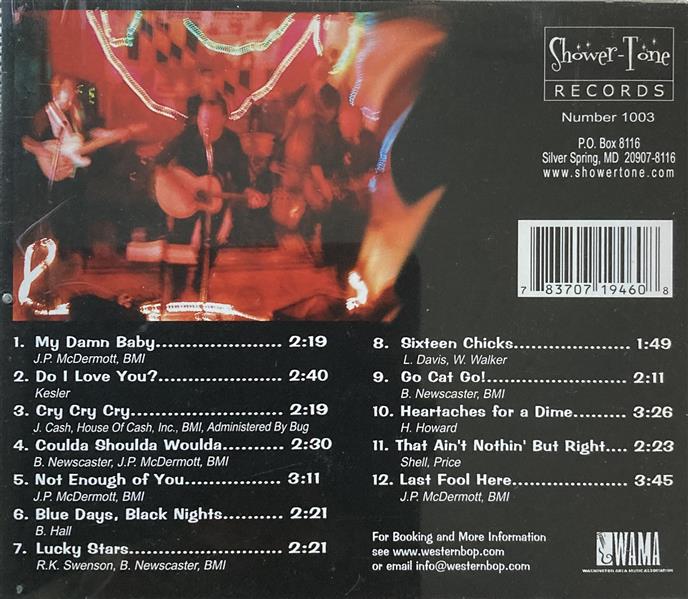 Shower-Tone
RECORDS
Number 1003
P.O. Box 8116
Silver Spring, MD 20907-8116
www.showertone.com
7 83707 19460 8
1. My Damn Baby...................... 2:19
J.P. McDermott, BMI
2. Do I Love You?..................... 2:40
Kesler
3. Cry Cry Cry.......................... 2:19
J. Cash, House Of Cash, Inc., BMI, Administered By Bug
4. Coulda Shoulda Woulda........... 2:30
B. Newscaster, J.P. McDermott, BMI
5. Not Enough of You................. 3:11
J.P. McDermott, BMI
6. Blue Days, Black Nights........... 2:21
B. Hall
7. Lucky Stars.......................... 2:21
R.K. Swenson, B. Newscaster, BMI
8. Sixteen Chicks....................... 1:49
L. Davis, W. Walker
9. Go Cat Go!........................... 2:11
B. Newscaster, BMI
10. Heartaches for a Dime........... 3:26
H. Howard
11. That Ain't Nothin' But Right.... 2:23
Shell, Price
12. Last Fool Here..................... 3:45
J.P. McDermott, BMI
For Booking and More Information
see www.westernbop.com
or email info@westernbop.com
WAMA
WASHINGTON AREA MUSIC ASSOCIATION